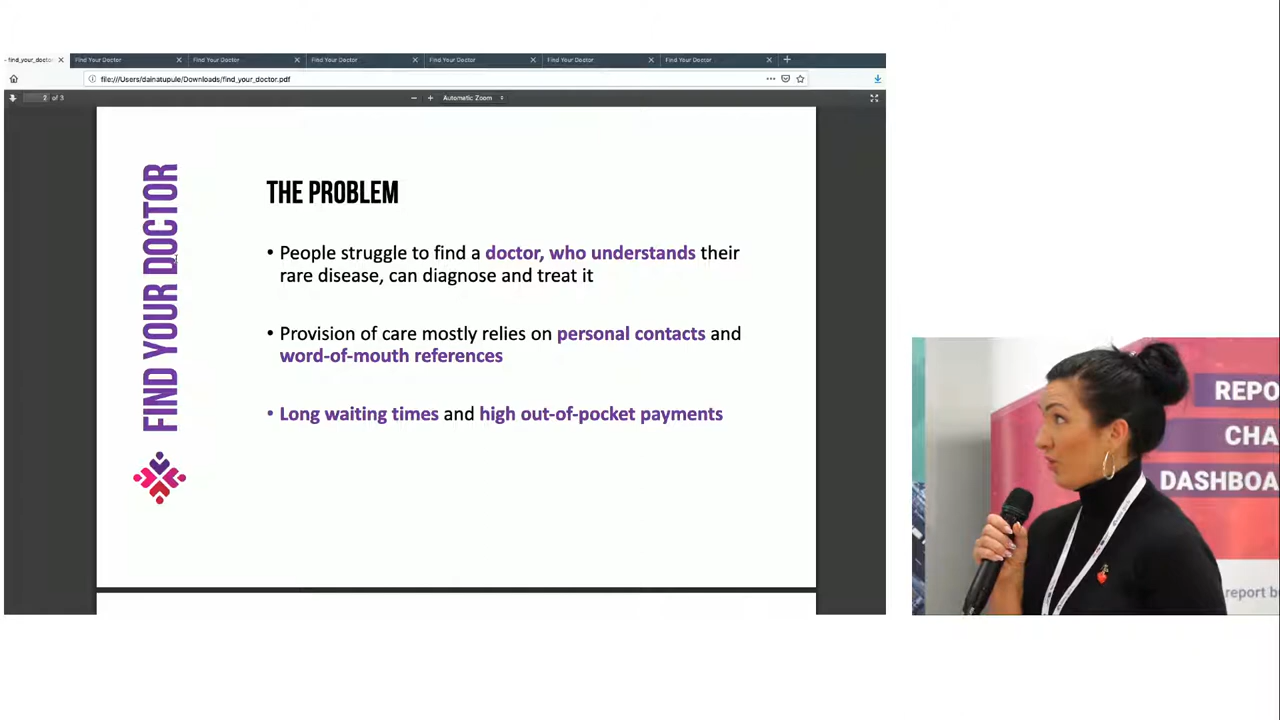 - find_your_doctor
Find Your Doctor
Find Your Doctor
Find Your Doctor
Find Your Doctor
Find Your Doctor
Find Your Doctor
file:///Users/dainatupule/Downloads/find_your_doctor.pdf
2 of 3
Automatic Zoom
FIND YOUR DOCTOR
THE PROBLEM
• People struggle to find a doctor, who understands their
rare disease, can diagnose and treat it
• Provision of care mostly relies on personal contacts and
word-of-mouth references
• Long waiting times and high out-of-pocket payments
REPO
CHA
DASHBOA
report bu